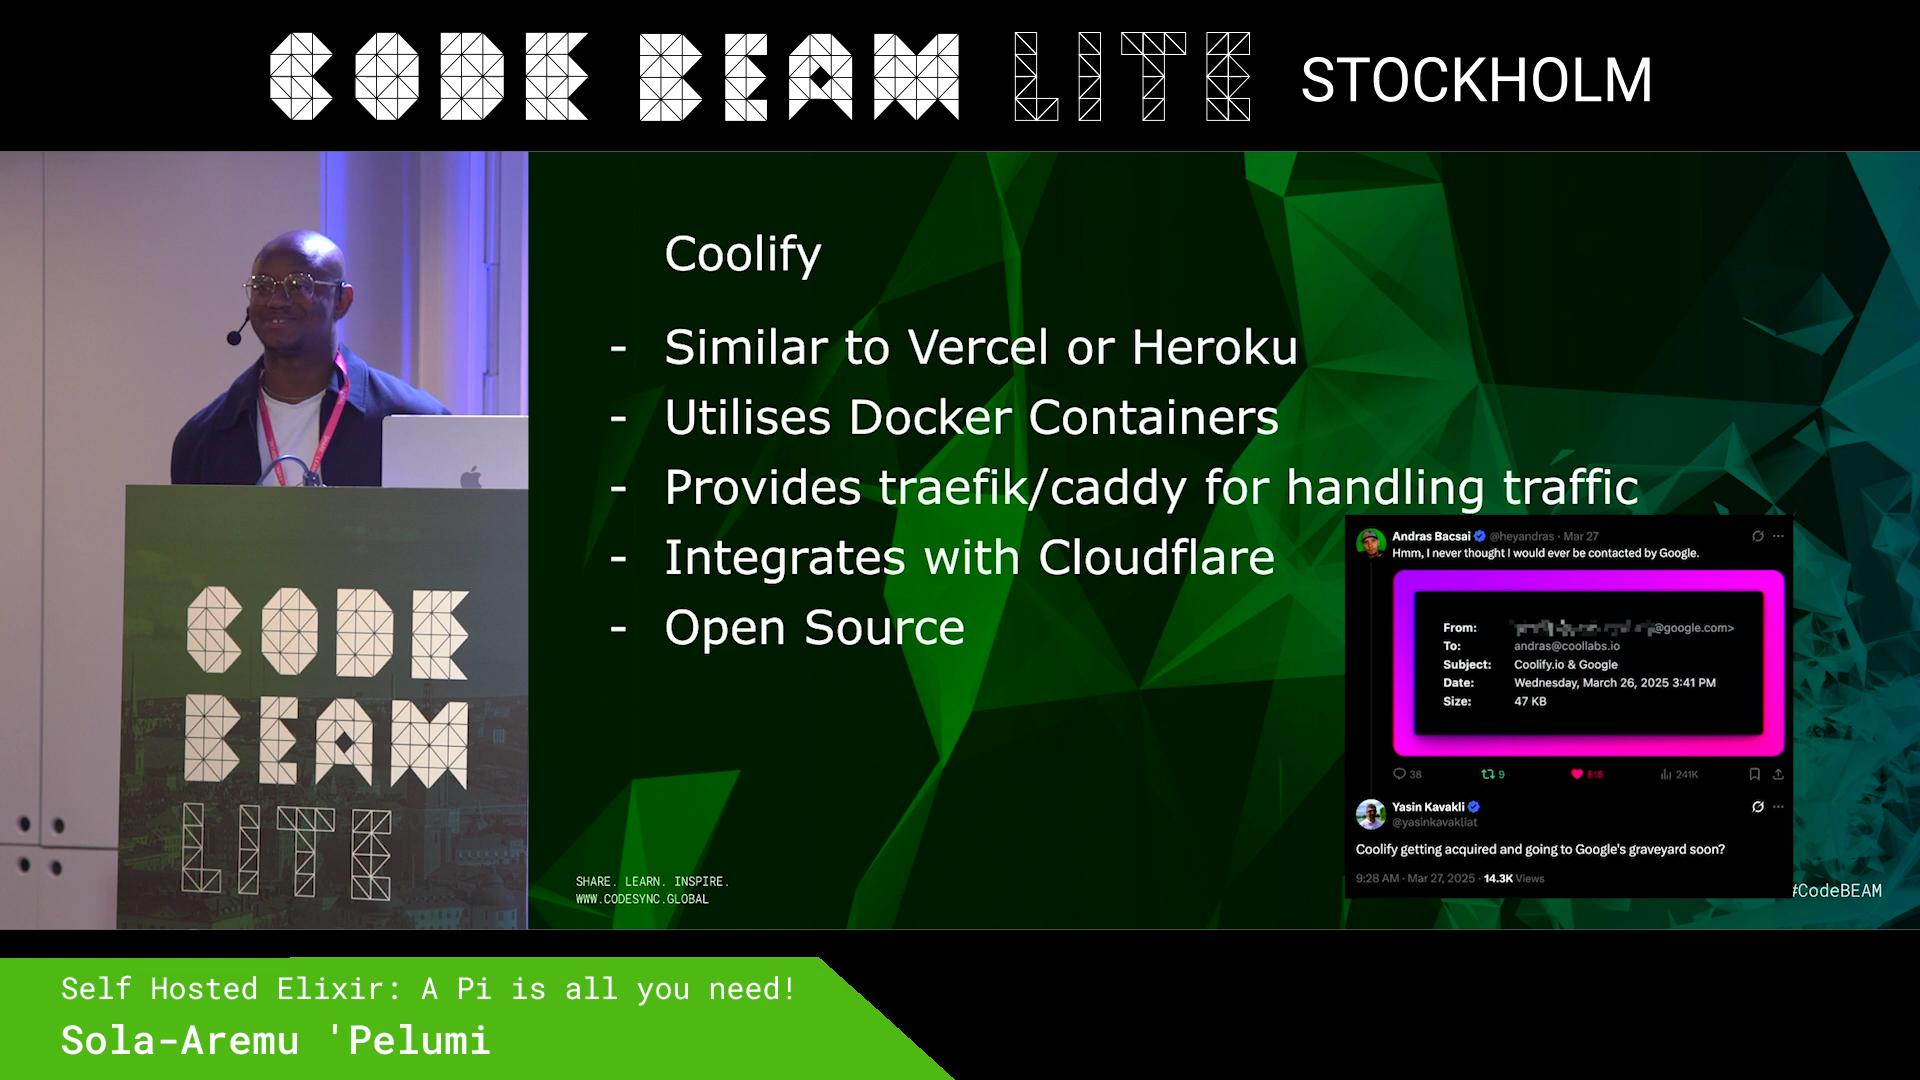 CODE BEAM LITE STOCKHOLM
Coolify
- Similar to Vercel or Heroku
- Utilises Docker Containers
- Provides traefik/caddy for handling traffic
- Integrates with Cloudflare
- Open Source
Andras Bacsai @heyandras · Mar 27
Hmm, I never thought I would ever be contacted by Google.
From: @google.com>
To: andras@coollabs.io
Subject: Coolify.io & Google
Date: Wednesday, March 26, 2025 3:41 PM
Size: 47 KB
38 9 818 241K
Yasin Kavakli
@yasinkavakliat
Coolify getting acquired and going to Google's graveyard soon?
9:28 AM · Mar 27, 2025 · 14.3K Views
SHARE. LEARN. INSPIRE.
WWW.CODESYNC.GLOBAL
#CodeBEAM
CODE
BEAM
LITE
Self Hosted Elixir: A Pi is all you need!
Sola-Aremu 'Pelumi